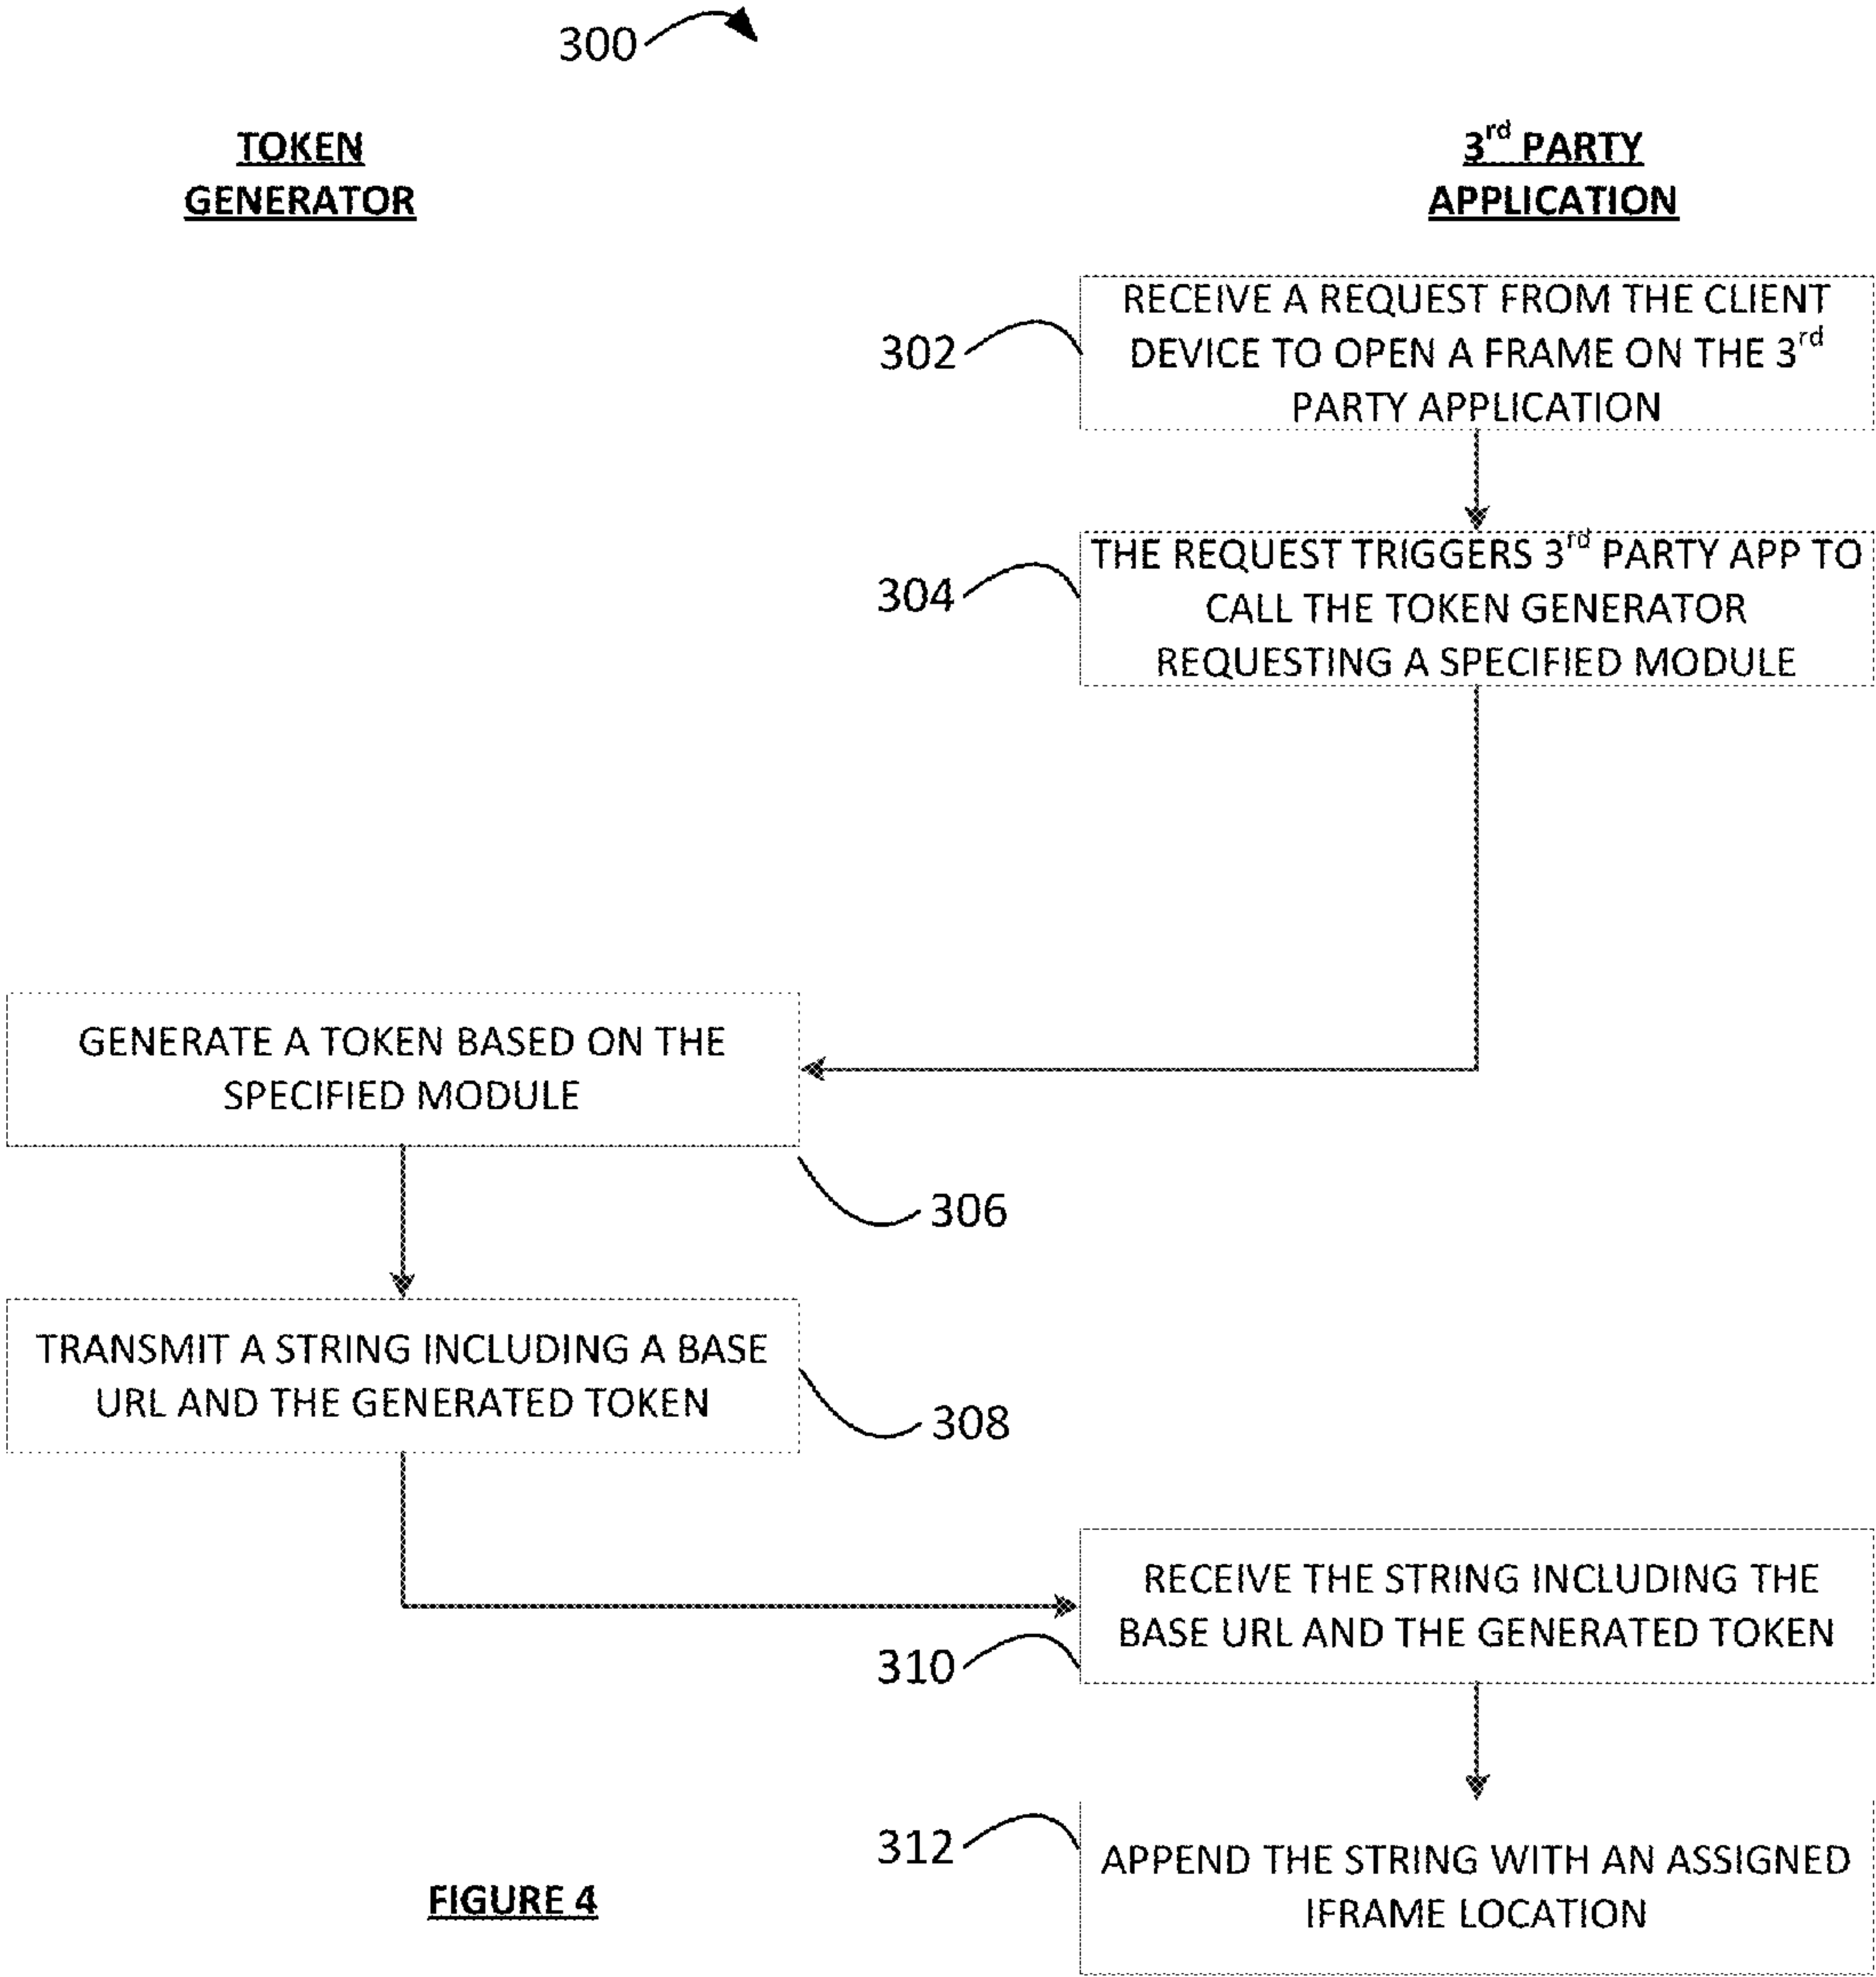 300
TOKEN
GENERATOR
3rd PARTY
APPLICATION
RECEIVE A REQUEST FROM THE CLIENT
DEVICE TO OPEN A FRAME ON THE 3rd
PARTY APPLICATION
302
THE REQUEST TRIGGERS 3rd PARTY APP TO
CALL THE TOKEN GENERATOR
REQUESTING A SPECIFIED MODULE
304
GENERATE A TOKEN BASED ON THE
SPECIFIED MODULE
306
TRANSMIT A STRING INCLUDING A BASE
URL AND THE GENERATED TOKEN
308
RECEIVE THE STRING INCLUDING THE
BASE URL AND THE GENERATED TOKEN
310
312
APPEND THE STRING WITH AN ASSIGNED
IFRAME LOCATION
FIGURE 4